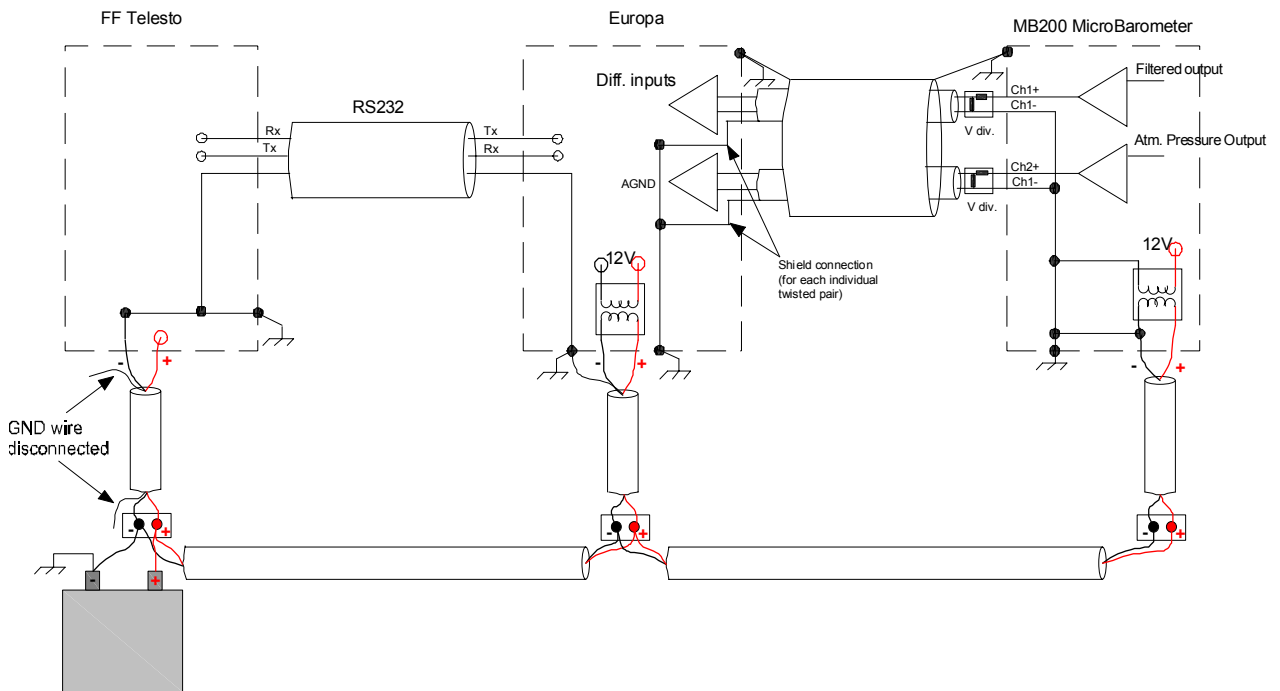 FF Telesto
Europa
MB200 MicroBarometer
Diff. inputs
Filtered output
Ch1+
Ch1-
V div.
RS232
Rx
Tx
Tx
Rx
Atm. Pressure Output
AGND
Ch2+
Ch1-
V div.
12V
Shield connection
(for each individual
twisted pair)
12V
- +
- +
- +
GND wire
disconnected
- +
- +
- +
- +